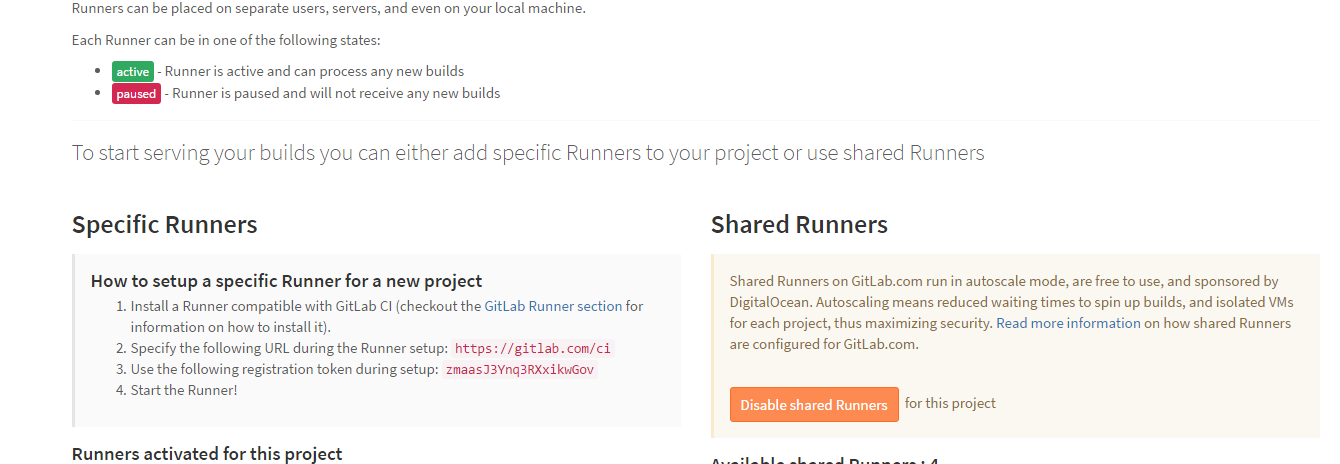 Runners can be placed on separate users, servers, and even on your local machine.
Each Runner can be in one of the following states:
active - Runner is active and can process any new builds
paused - Runner is paused and will not receive any new builds
To start serving your builds you can either add specific Runners to your project or use shared Runners
Specific Runners
How to setup a specific Runner for a new project
1. Install a Runner compatible with GitLab CI (checkout the GitLab Runner section for
information on how to install it).
2. Specify the following URL during the Runner setup: https://gitlab.com/ci
3. Use the following registration token during setup: zmaasJ3Ynq3RXxikwGov
4. Start the Runner!
Runners activated for this project
Shared Runners
Shared Runners on GitLab.com run in autoscale mode, are free to use, and sponsored by
DigitalOcean. Autoscaling means reduced waiting times to spin up builds, and isolated VMs
for each project, thus maximizing security. Read more information on how shared Runners
are configured for GitLab.com.
Disable shared Runners for this project
Available shared Runners : 4